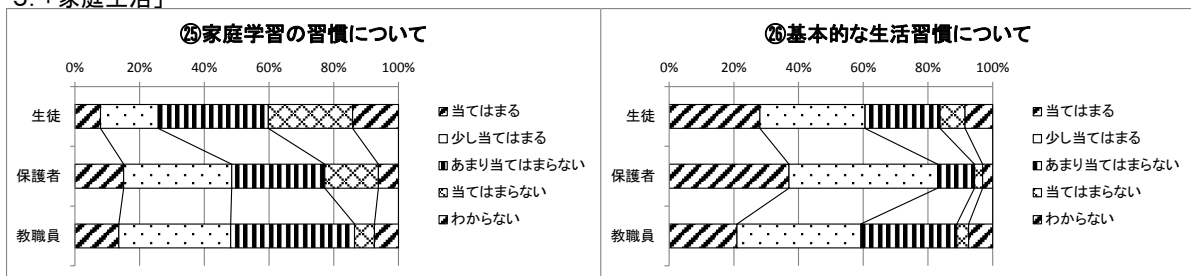 5.「家庭生活」
㉕家庭学習の習慣について
0% 20% 40% 60% 80% 100%
生徒
保護者
教職員
当てはまる
少し当てはまる
あまり当てはまらない
当てはまらない
わからない
㉖基本的な生活習慣について
0% 20% 40% 60% 80% 100%
生徒
保護者
教職員
当てはまる
少し当てはまる
あまり当てはまらない
当てはまらない
わからない